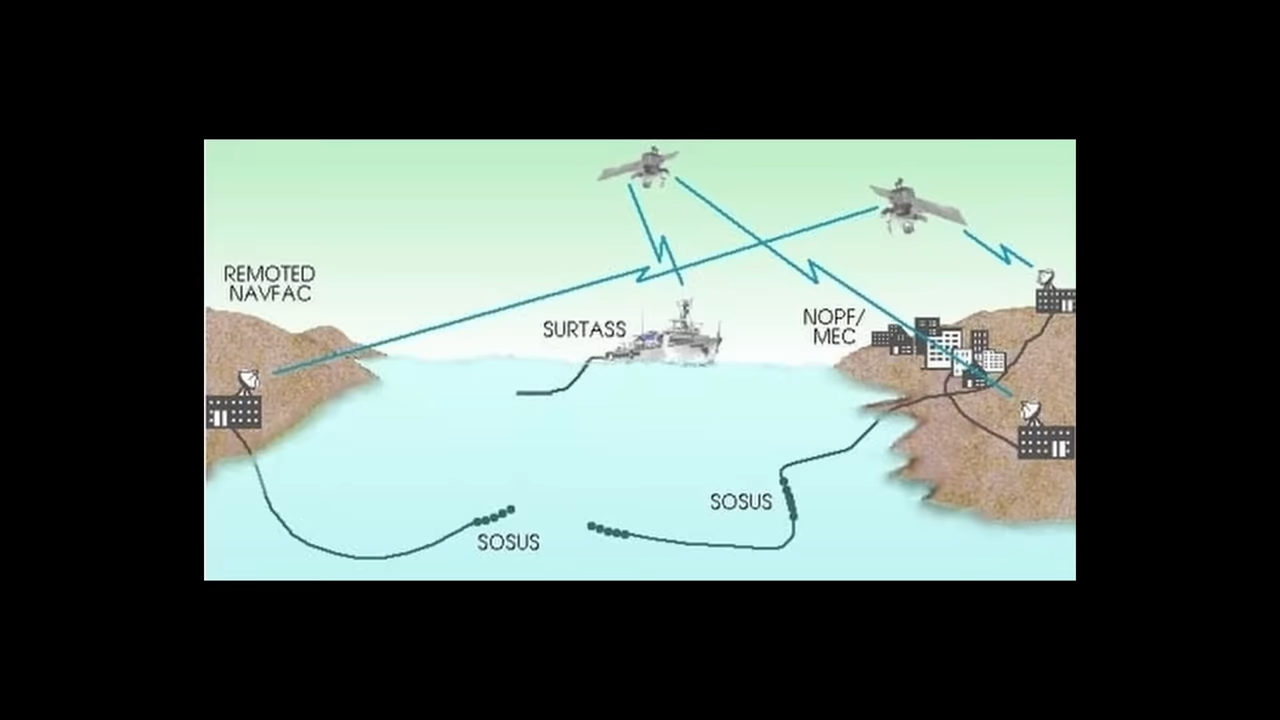 REMOTED
NAVFAC
SURTASS
NOPF/
MEC
SOSUS
SOSUS